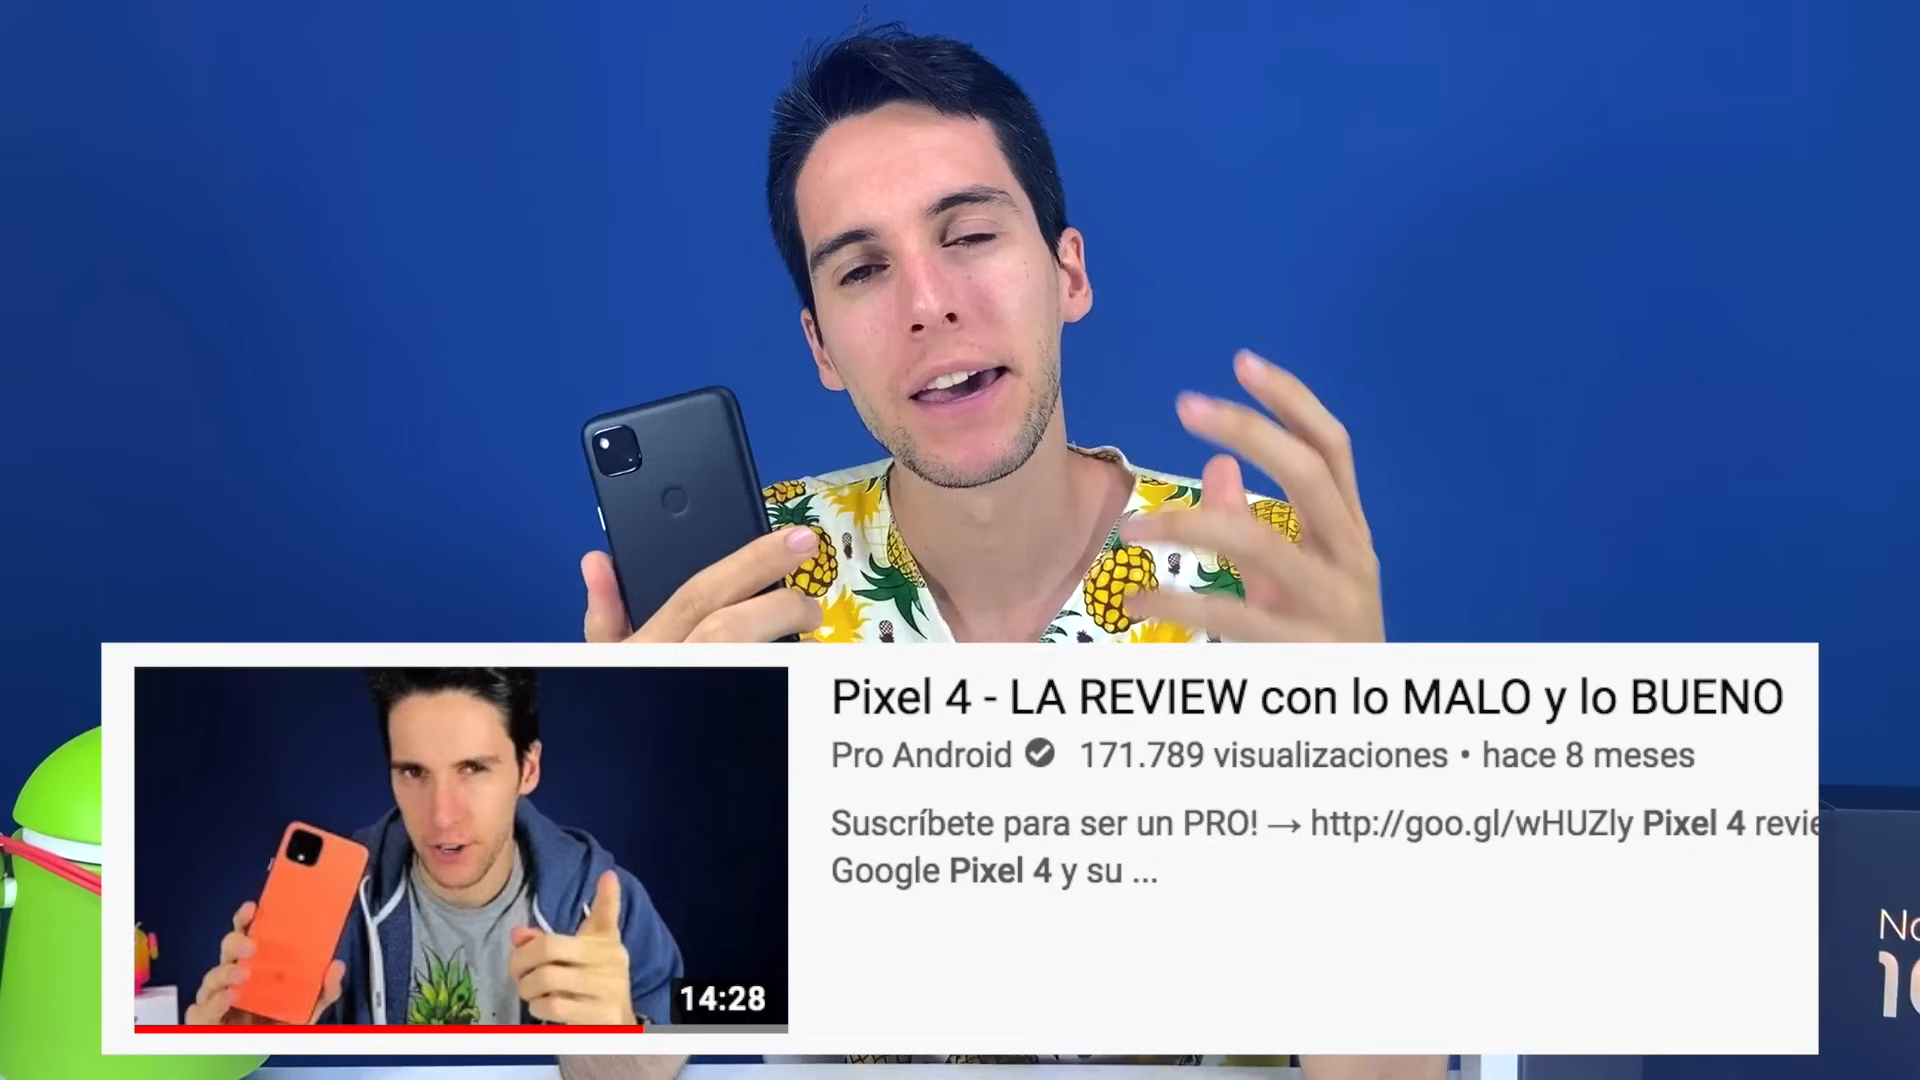 Pixel 4 - LA REVIEW con lo MALO y lo BUENO
Pro Android 171.789 visualizaciones • hace 8 meses
Suscríbete para ser un PRO! → http://goo.gl/wHUZly Pixel 4 revie
Google Pixel 4 y su ...
14:28